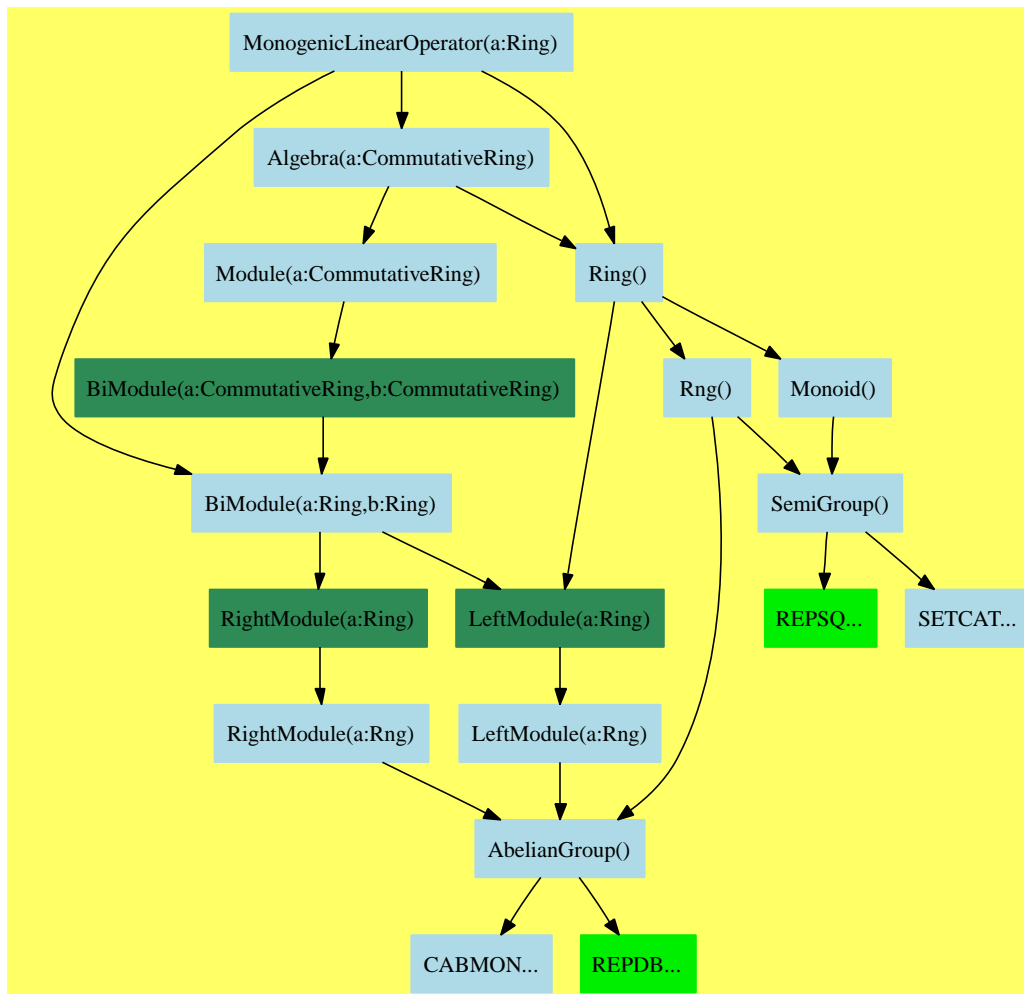 MonogenicLinearOperator(a:Ring)
Algebra(a:CommutativeRing)
Module(a:CommutativeRing)
Ring()
BiModule(a:CommutativeRing,b:CommutativeRing)
Rng()
Monoid()
BiModule(a:Ring,b:Ring)
SemiGroup()
RightModule(a:Ring)
LeftModule(a:Ring)
REPSQ...
SETCAT...
RightModule(a:Rng)
LeftModule(a:Rng)
AbelianGroup()
CABMON...
REPDB...